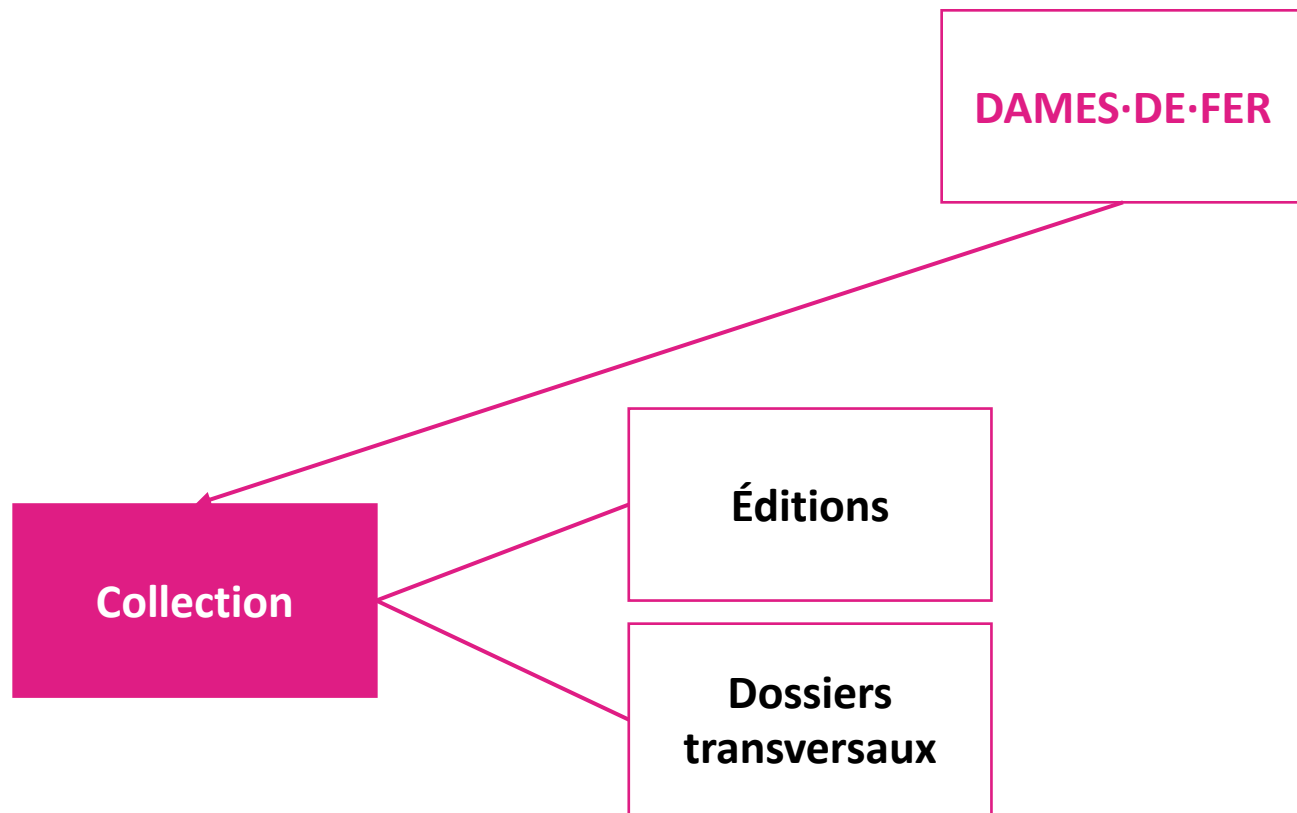 DAMES·DE·FER
Éditions
Collection
Dossiers
transversaux